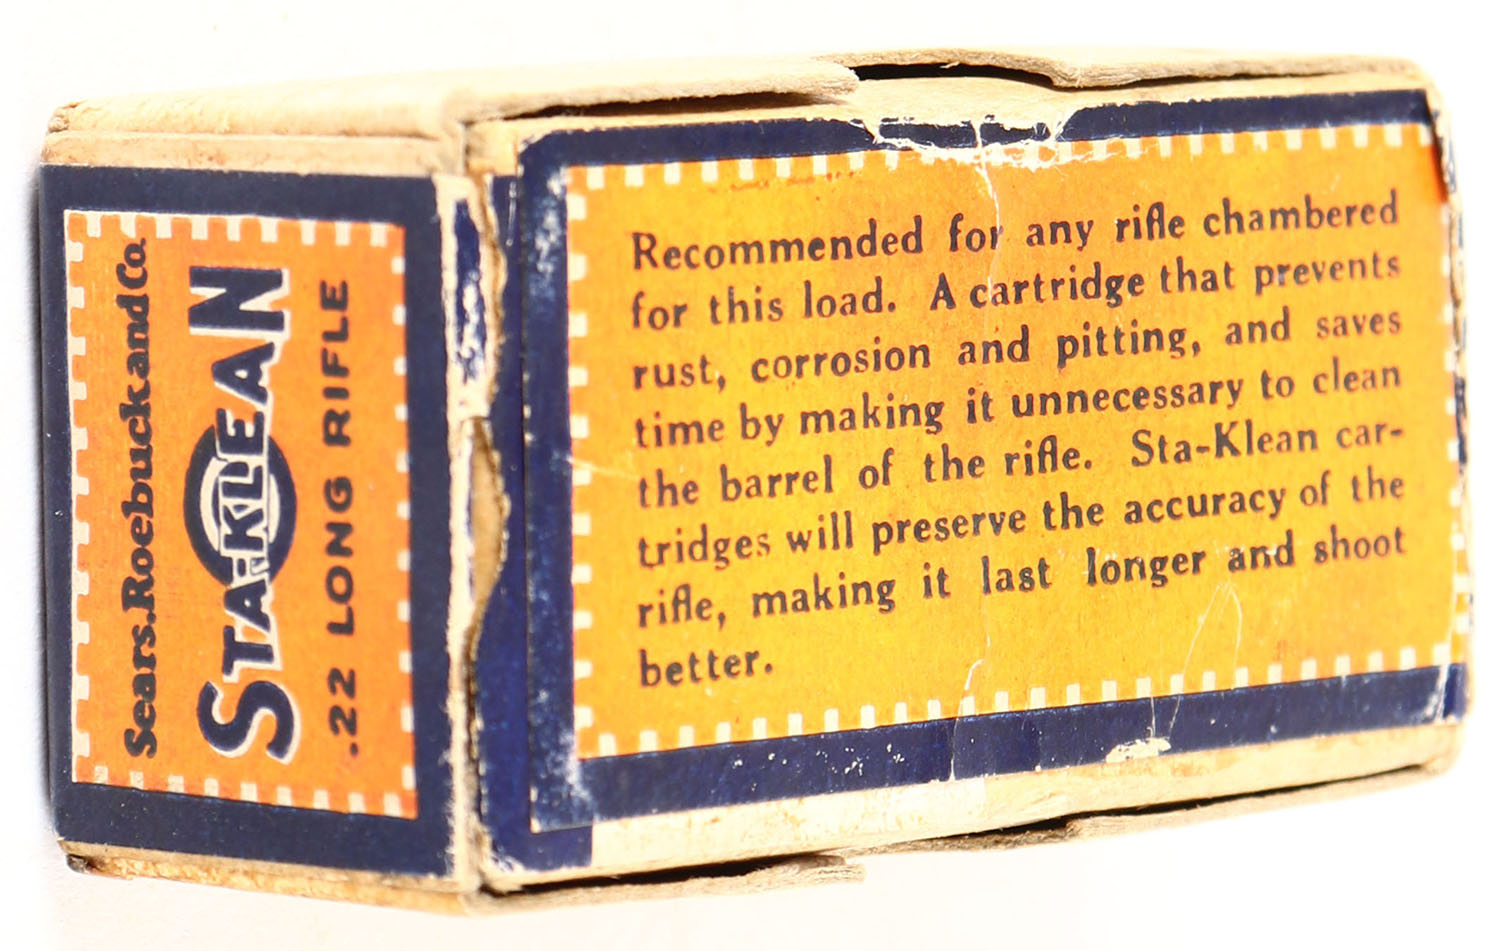 Sears, Roebuck and Co.
STA-KLEAN
.22 LONG RIFLE
Recommended for any rifle chambered
for this load. A cartridge that prevents
rust, corrosion and pitting, and saves
time by making it unnecessary to clean
the barrel of the rifle. Sta-Klean car-
tridges will preserve the accuracy of the
rifle, making it last longer and shoot
better.